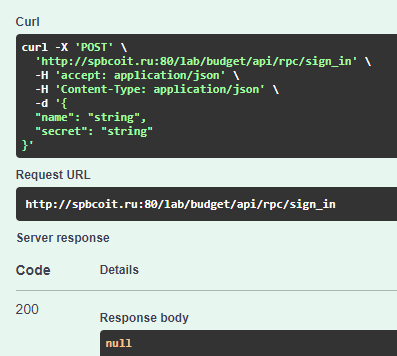 Curl
curl -X 'POST' \
'http://spbcoit.ru:80/lab/budget/api/rpc/sign_in' \
-H 'accept: application/json' \
-H 'Content-Type: application/json' \
-d '{
"name": "string",
"secret": "string"
}'
Request URL
http://spbcoit.ru:80/lab/budget/api/rpc/sign_in
Server response
Code Details
200
Response body
null